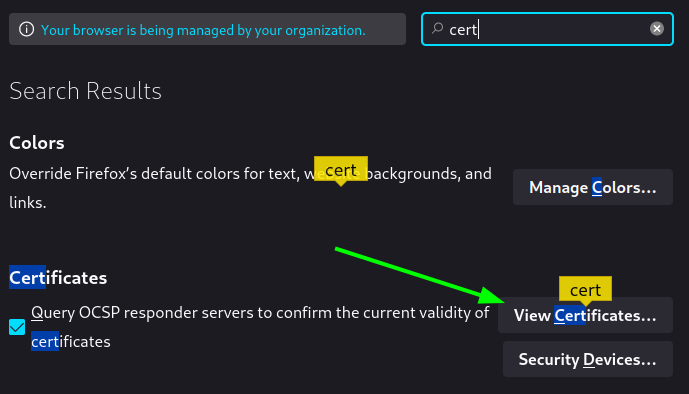 Your browser is being managed by your organization.
cert
Search Results
Colors
cert
Override Firefox's default colors for text, we backgrounds, and
links.
Manage Colors...
Certificates
cert
Query OCSP responder servers to confirm the current validity of
certificates
View Certificates...
Security Devices...